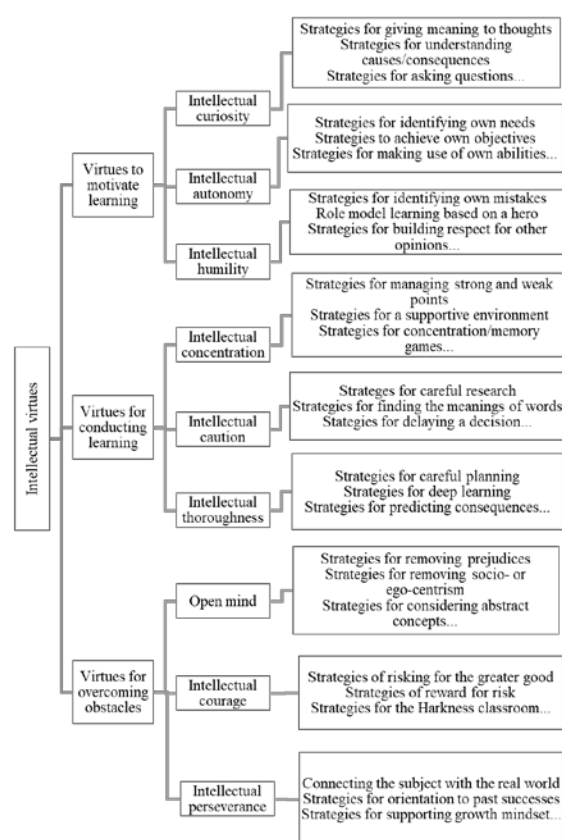 Intellectual virtues
Virtues to
motivate learning
Intellectual
curiosity
Strategies for giving meaning to thoughts
Strategies for understanding
causes/consequences
Strategies for asking questions...
Intellectual
autonomy
Strategies for identifying own needs
Strategies to achieve own objectives
Strategies for making use of own abilities...
Intellectual
humility
Strategies for identifying own mistakes
Role model learning based on a hero
Strategies for building respect for other
opinions...
Virtues for
conducting
learning
Intellectual
concentration
Strategies for managing strong and weak
points
Strategies for a supportive environment
Strategies for concentration/memory
games...
Intellectual
caution
Strateges for careful research
Strategies for finding the meanings of words
Stategies for delaying a decision...
Intellectual
thoroughness
Strategies for careful planning
Strategies for deep learning
Strategies for predicting consequences...
Virtues for
overcoming
obstacles
Open mind
Strategies for removing prejudices
Strategies for removing socio- or
ego-centrism
Strategies for considering abstract
concepts...
Intellectual
courage
Strategies of risking for the greater good
Strategies of reward for risk
Strategies for the Harkness classroom...
Intellectual
perseverance
Connecting the subject with the real world
Strategies for orientation to past successes
Strategies for supporting growth mindset...